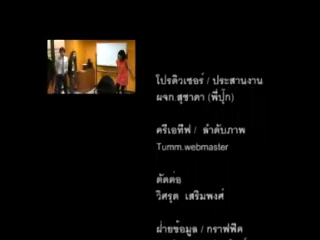 โปรดิวเซอร์ / ประสานงาน
ผจก.สุชาดา (พี่ปุ๊ก)
ครีเอทีฟ / ลำดับภาพ
Tumm.webmaster
ตัดต่อ
วิศรุต เสริมพงศ์
ฝ่ายข้อมูล / กราฟฟิค